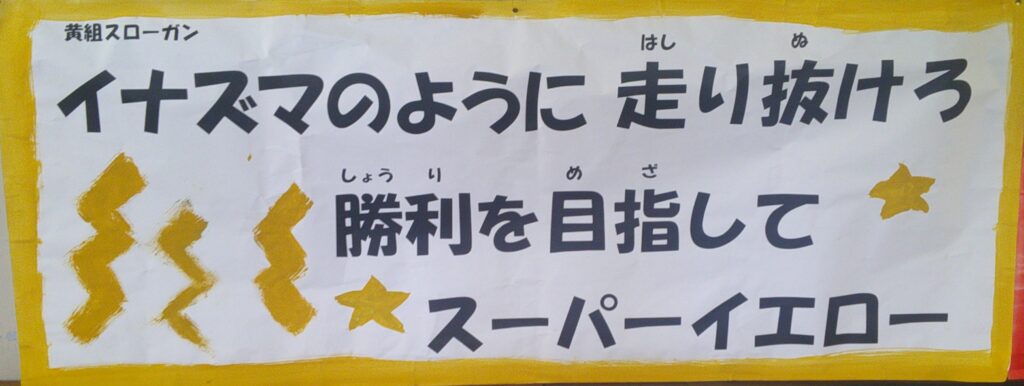 黄組スローガン
はし ぬ
イナズマのように 走り抜けろ
しょう り め ざ
勝利を目指して
スーパーイエロー